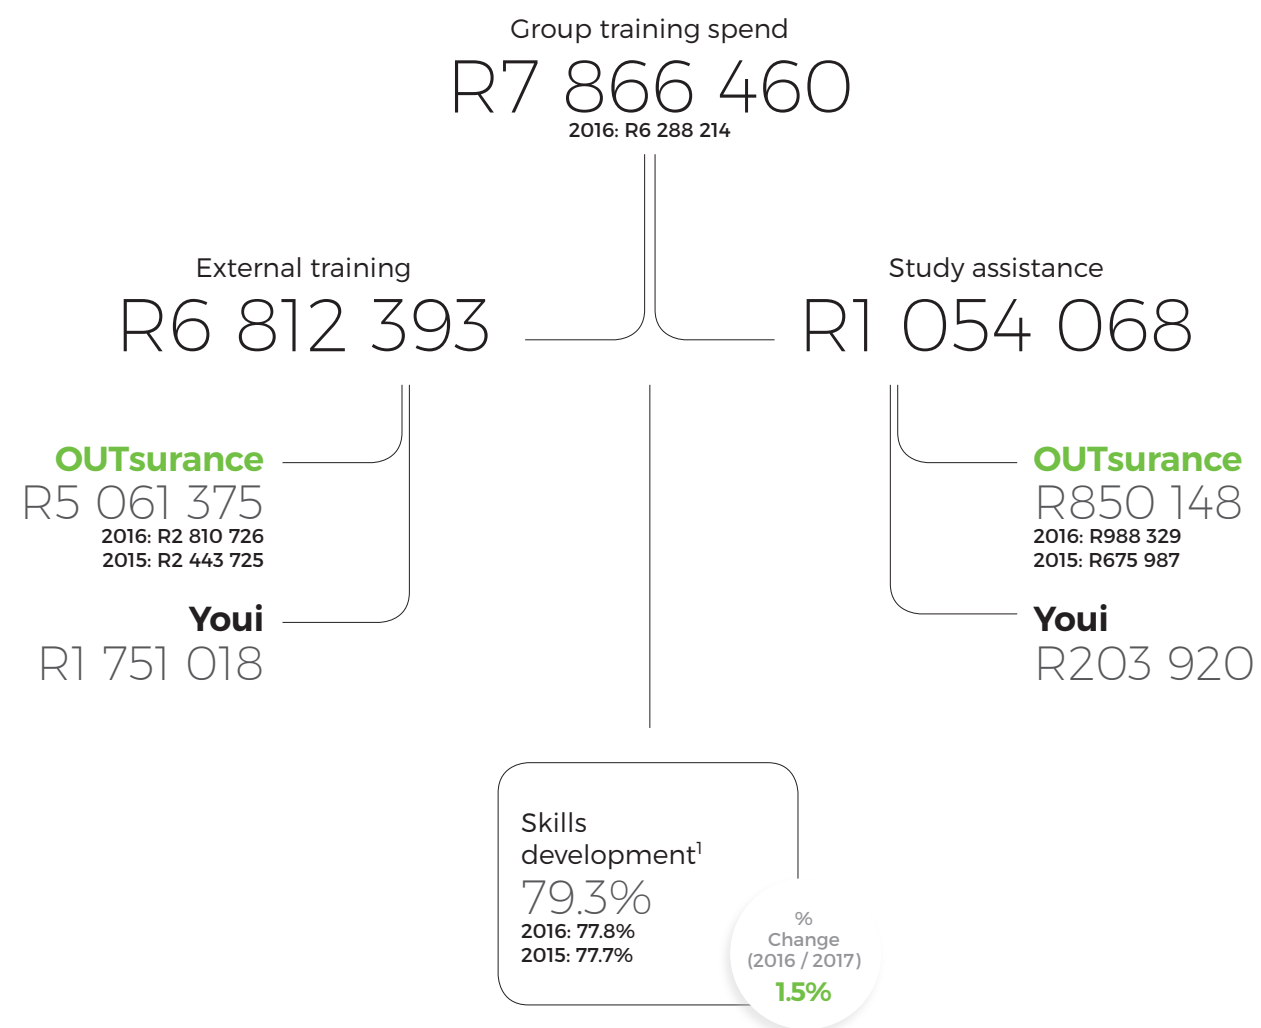 Group training spend
R7 866 460
2016: R6 288 214
External training
R6 812 393
Study assistance
R1 054 068
OUTsurance
R5 061 375
2016: R2 810 726
2015: R2 443 725
Youi
R1 751 018
OUTsurance
R850 148
2016: R988 329
2015: R675 987
Youi
R203 920
Skills
development¹
79.3%
2016: 77.8%
2015: 77.7%
%
Change
(2016 / 2017)
1.5%